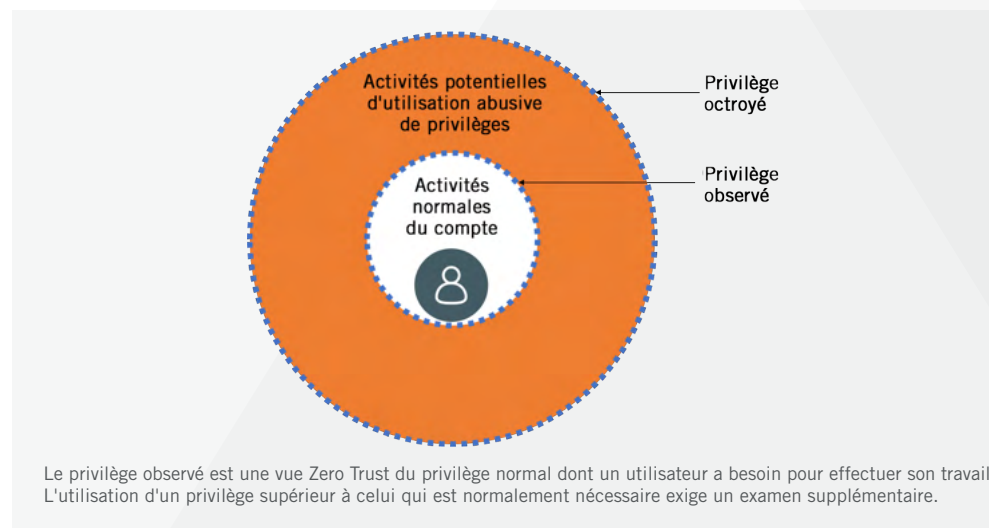 Activités potentielles
d'utilisation abusive
de privilèges
Privilège
octroyé
Privilège
observé
Activités
normales
du compte
Le privilège observé est une vue Zero Trust du privilège normal dont un utilisateur a besoin pour effectuer son travail
L'utilisation d'un privilège supérieur à celui qui est normalement nécessaire exige un examen supplémentaire.